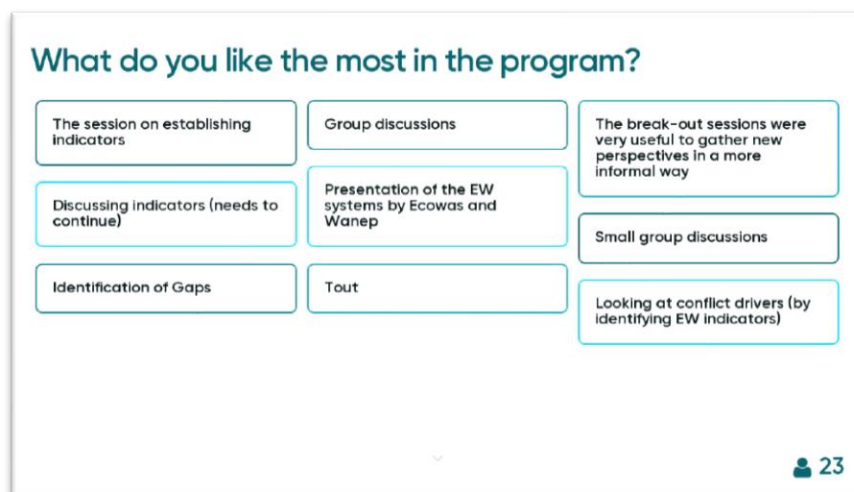 What do you like the most in the program?
The session on establishing
indicators
Discussing indicators (needs to
continue)
Identification of Gaps
Group discussions
Presentation of the EW
systems by Ecowas and
Wanep
Tout
The break-out sessions were
very useful to gather new
perspectives in a more
informal way
Small group discussions
Looking at conflict drivers (by
identifying EW indicators)
23